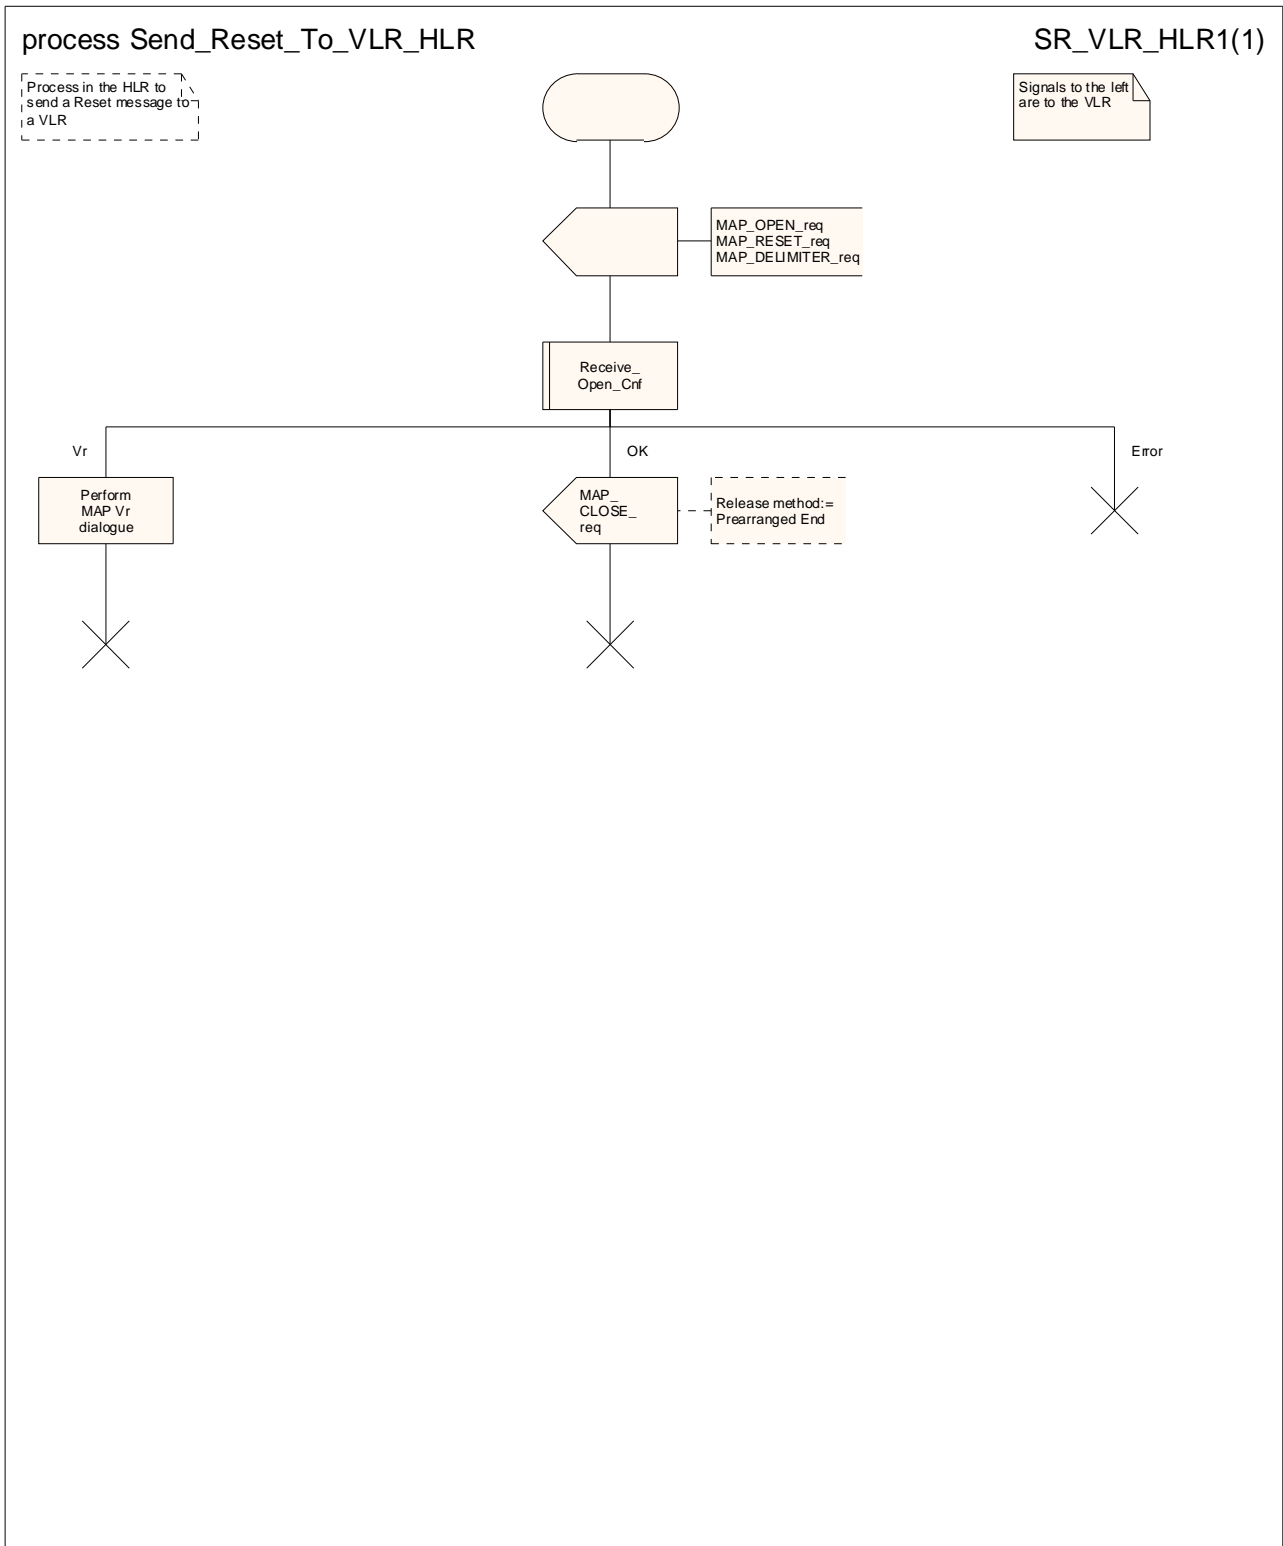 process Send_Reset_To_VLR_HLR
SR_VLR_HLR1(1)
Process in the HLR to
send a Reset message to
a VLR
Signals to the left
are to the VLR
MAP_OPEN_req
MAP_RESET_req
MAP_DELIMITER_req
Receive_
Open_Cnf
Vr
OK
Error
Perform
MAP Vr
dialogue
MAP_
CLOSE_
req
Release method:=
Prearranged End